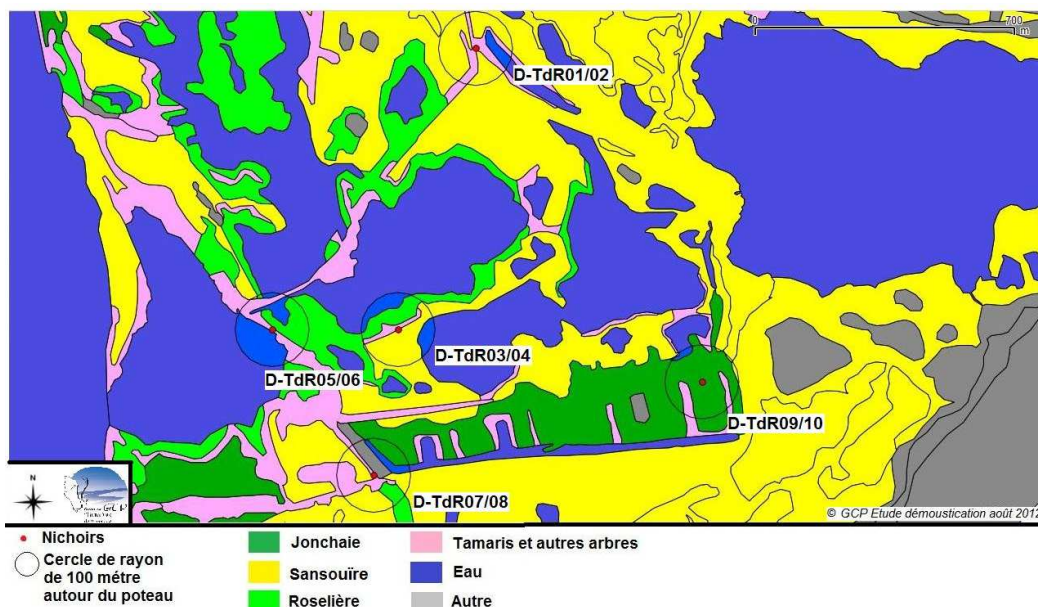 0 700
m
D-TdR01/02
D-TdR03/04
D-TdR05/06
D-TdR09/10
D-TdR07/08
N
© GCP Etude démoustication août 2012
Nichoirs
Cercle de rayon
de 100 métre
autour du poteau
Jonchaie
Sansouïre
Roselière
Tamaris et autres arbres
Eau
Autre